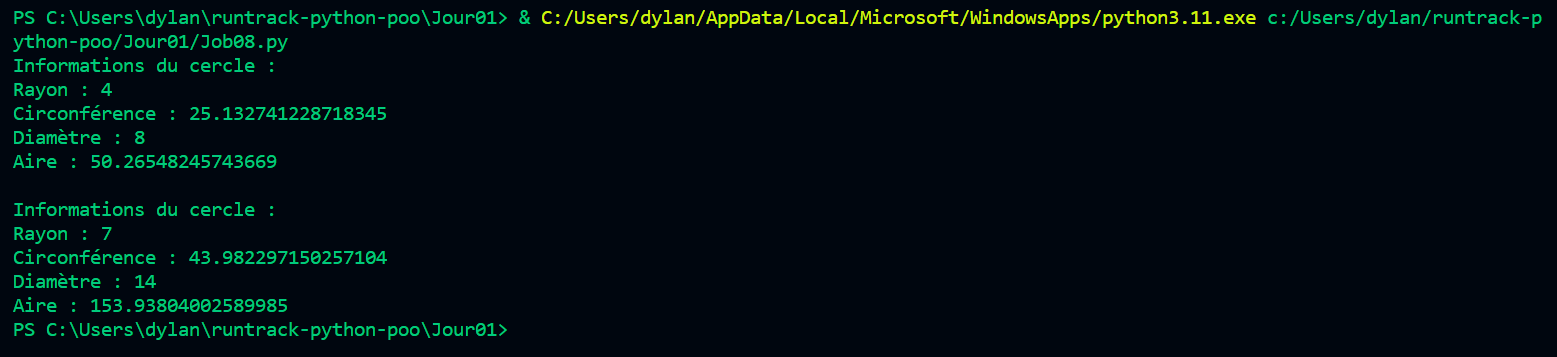 PS C:\Users\dylan\runtrack-python-poo\Jour01> & C:/Users/dylan/AppData/Local/Microsoft/WindowsApps/python3.11.exe c:/Users/dylan/runtrack-p
ython-poo/Jour01/Job08.py
Informations du cercle :
Rayon : 4
Circonférence : 25.132741228718345
Diamètre : 8
Aire : 50.26548245743669

Informations du cercle :
Rayon : 7
Circonférence : 43.982297150257104
Diamètre : 14
Aire : 153.93804002589985
PS C:\Users\dylan\runtrack-python-poo\Jour01>